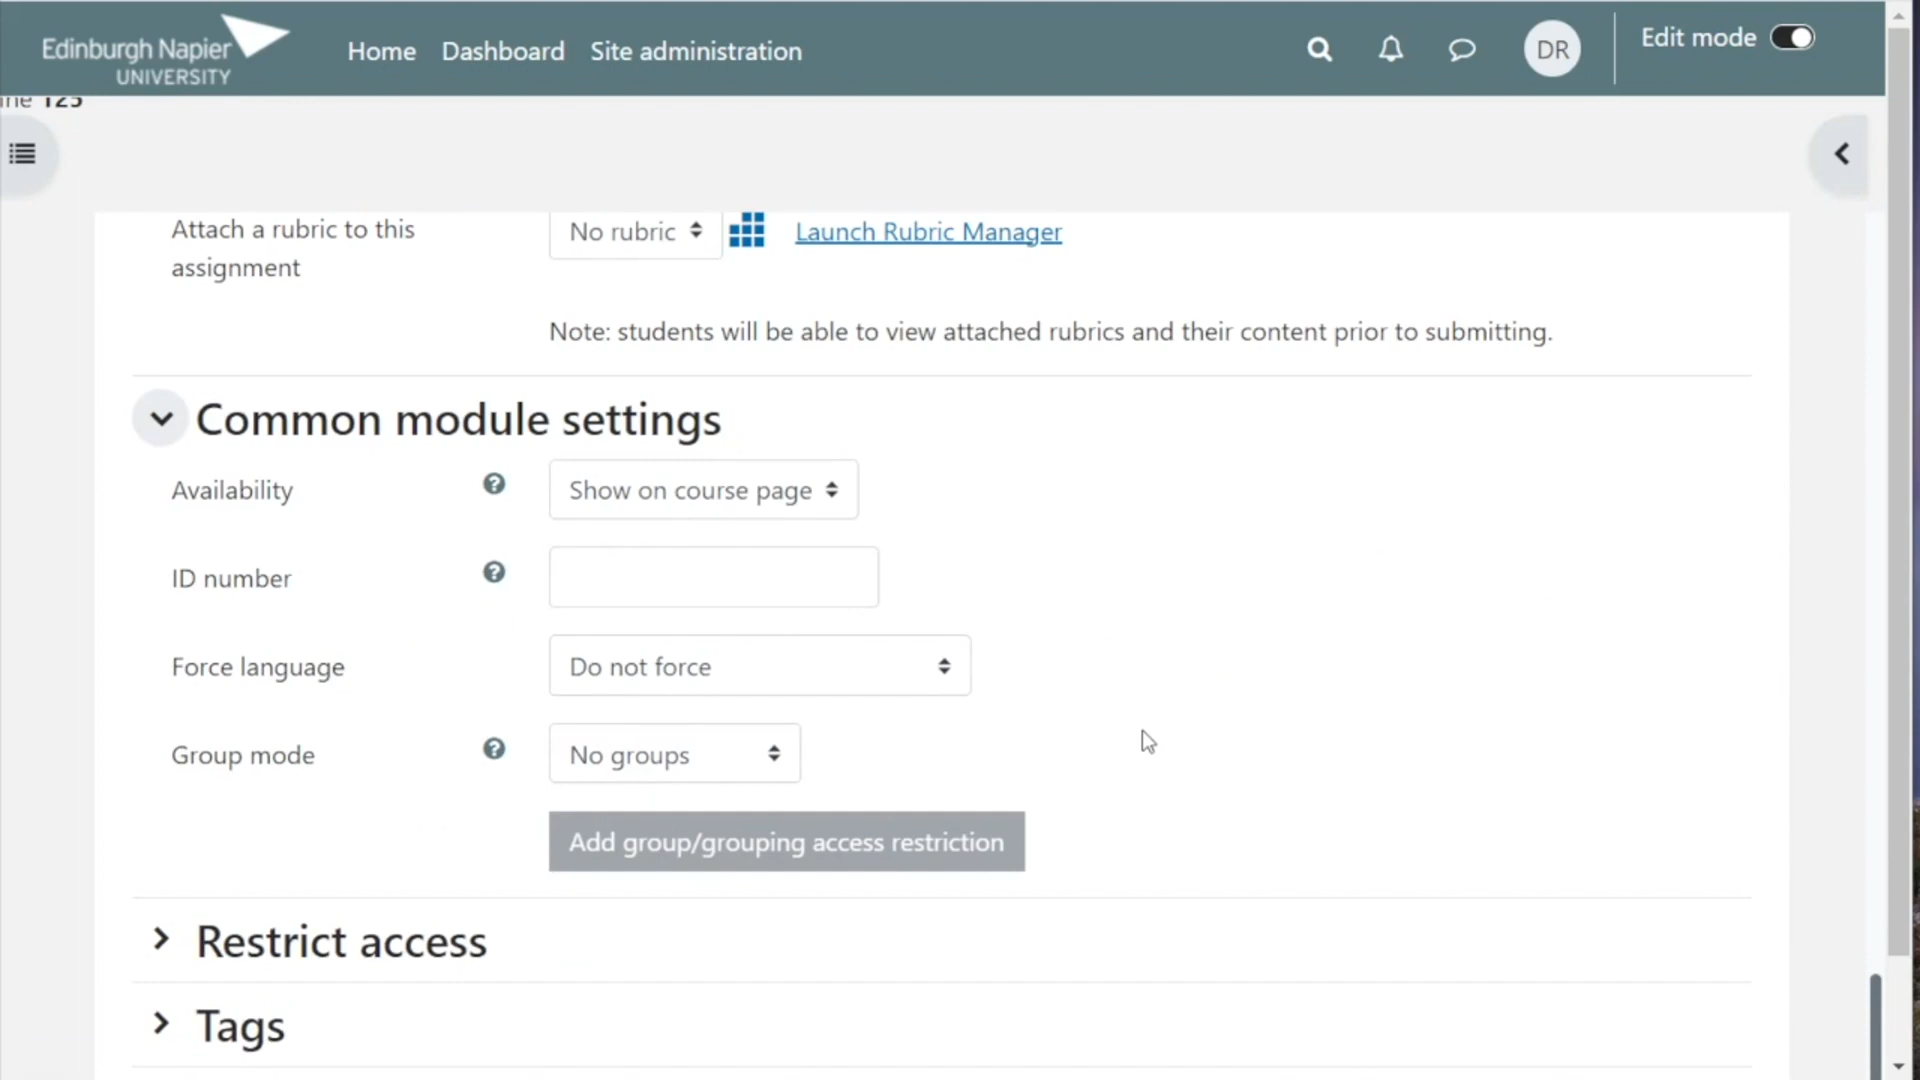 Edinburgh Napier
UNIVERSITY
Home Dashboard Site administration
DR
Edit mode
ine 125
Attach a rubric to this
assignment
No rubric
Launch Rubric Manager
Note: students will be able to view attached rubrics and their content prior to submitting.
Common module settings
Availability
Show on course page
ID number
Force language
Do not force
Group mode
No groups
Add group/grouping access restriction
Restrict access
Tags